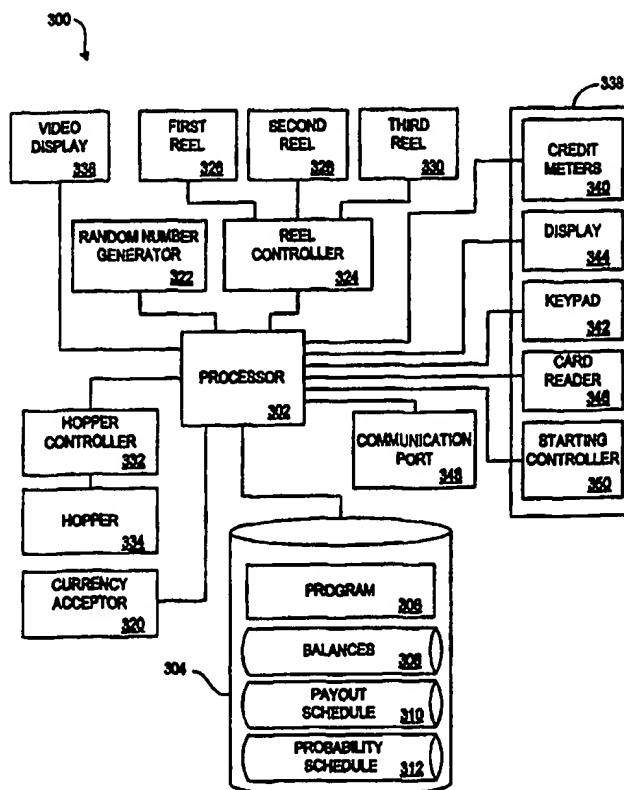 300
338
VIDEO
DISPLAY
336
FIRST
REEL
326
SECOND
REEL
328
THIRD
REEL
330
CREDIT
METERS
340
RANDOM NUMBER
GENERATOR
322
REEL
CONTROLLER
324
DISPLAY
344
KEYPAD
342
PROCESSOR
302
CARD
READER
346
HOPPER
CONTROLLER
332
COMMUNICATION
PORT
348
STARTING
CONTROLLER
350
HOPPER
334
CURRENCY
ACCEPTOR
320
304
PROGRAM
306
BALANCES
308
PAYOUT
SCHEDULE
310
PROBABILITY
SCHEDULE
312